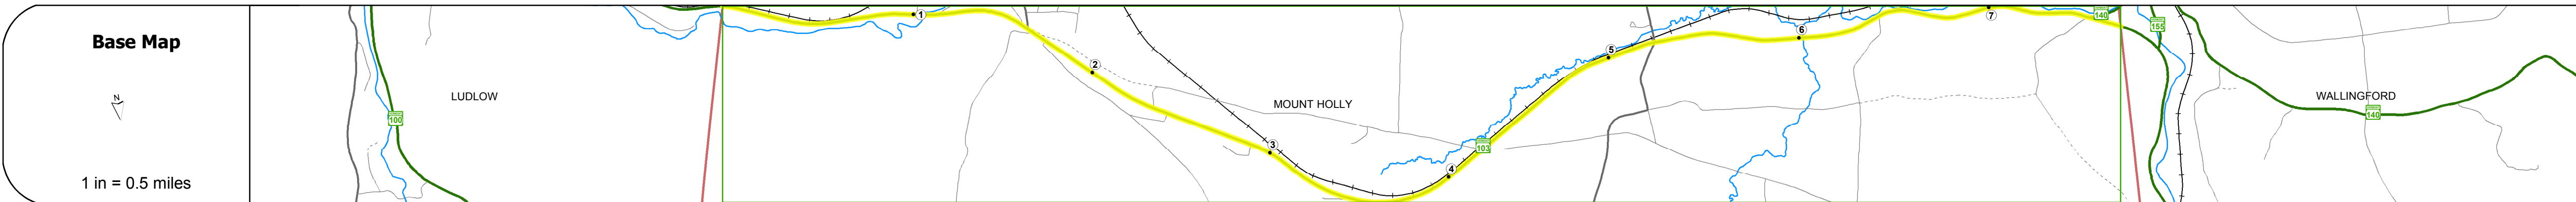 Base Map
N
1 in = 0.5 miles
100
LUDLOW
1
2
3
MOUNT HOLLY
4
103
5
6
7
140
155
WALLINGFORD
140